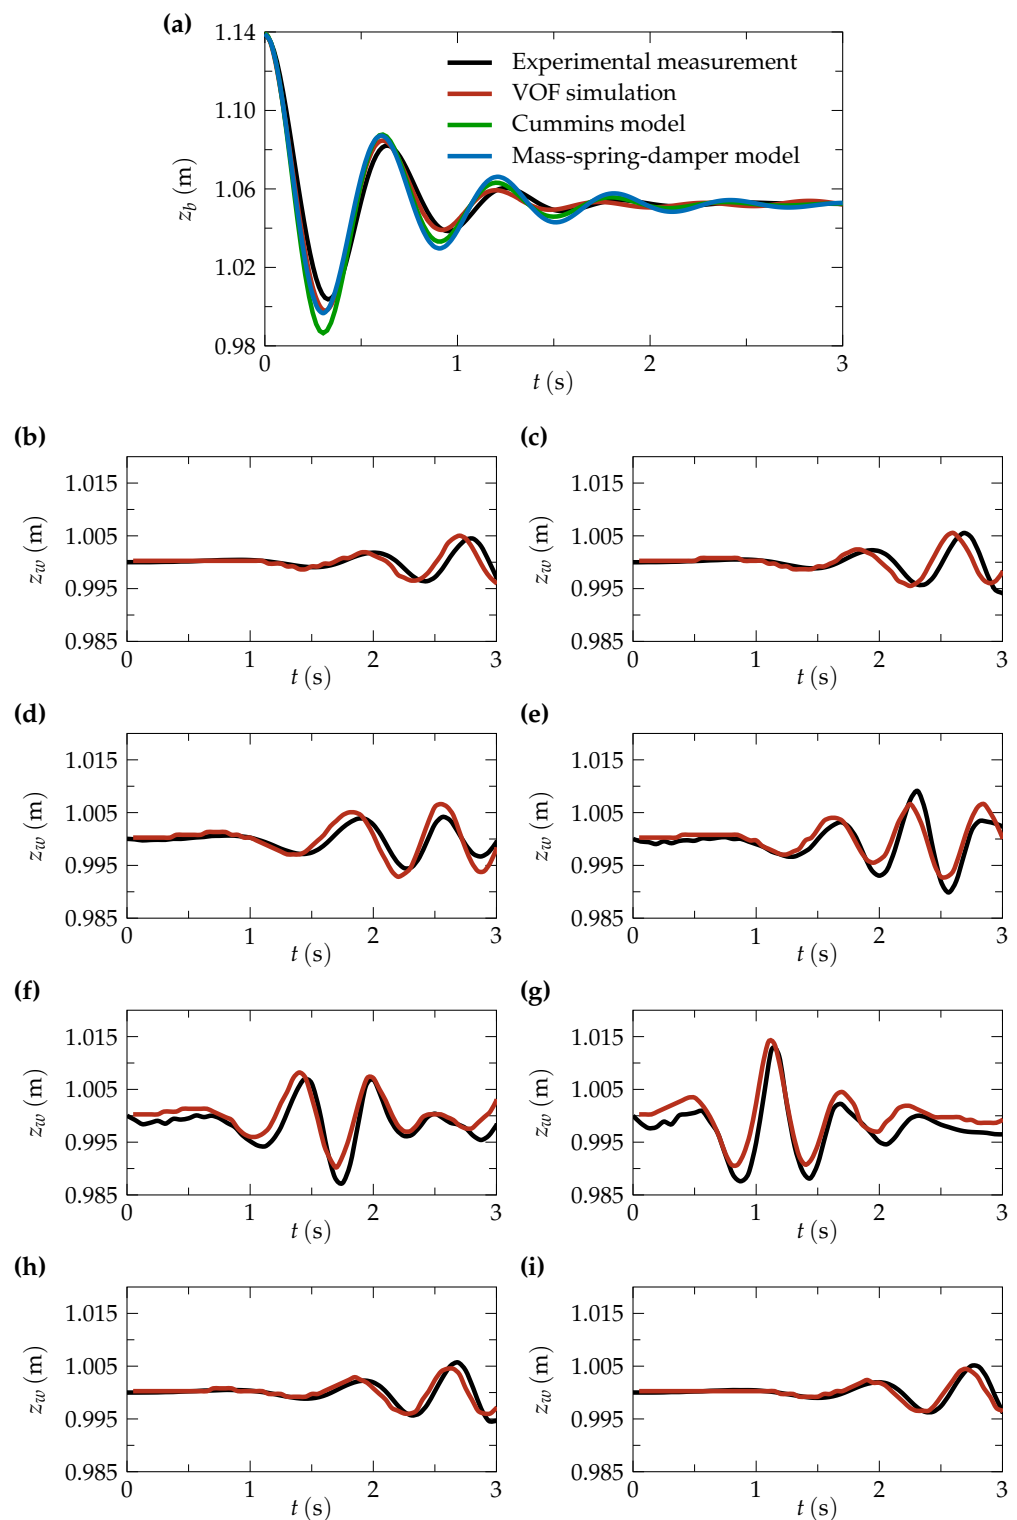 (a)
1.14
1.10
1.06
1.02
0.98
z_b (m)
Experimental measurement
VOF simulation
Cummins model
Mass-spring-damper model
0 1 2 3
t (s)
(b)
1.015
1.005
0.995
0.985
z_w (m)
0 1 2 3
t (s)
(c)
1.015
1.005
0.995
0.985
z_w (m)
0 1 2 3
t (s)
(d)
1.015
1.005
0.995
0.985
z_w (m)
0 1 2 3
t (s)
(e)
1.015
1.005
0.995
0.985
z_w (m)
0 1 2 3
t (s)
(f)
1.015
1.005
0.995
0.985
z_w (m)
0 1 2 3
t (s)
(g)
1.015
1.005
0.995
0.985
z_w (m)
0 1 2 3
t (s)
(h)
1.015
1.005
0.995
0.985
z_w (m)
0 1 2 3
t (s)
(i)
1.015
1.005
0.995
0.985
z_w (m)
0 1 2 3
t (s)